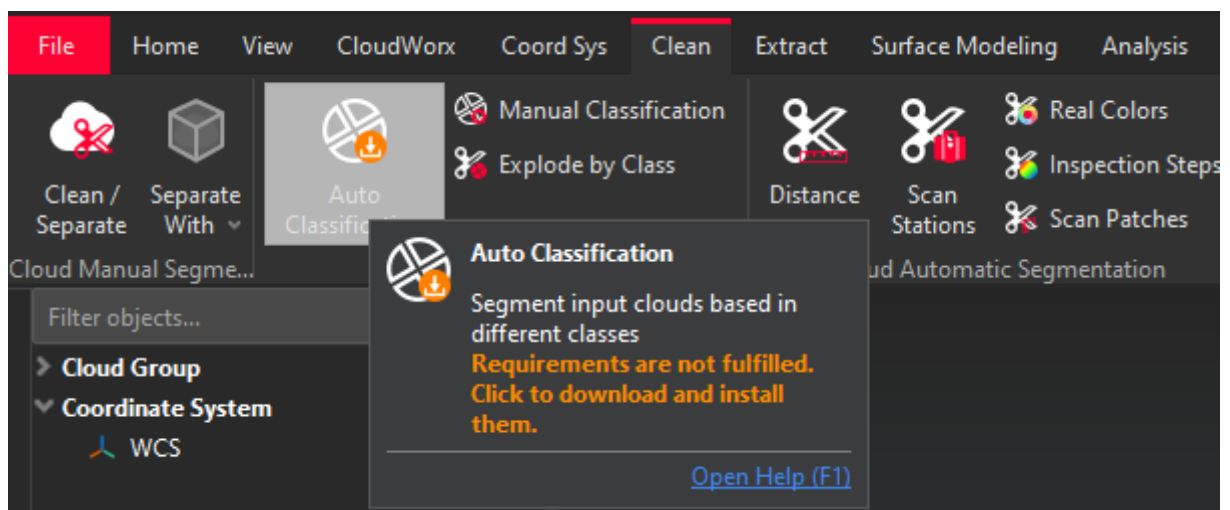 File Home View CloudWorx Coord Sys Clean Extract Surface Modeling Analysis
Manual Classification
Explode by Class
Real Colors
Inspection Steps
Scan Patches
Clean / Separate
Separate With
Auto
Distance
Scan Stations
Cloud Manual Segme...
Automatic Segmentation
Filter objects...
Cloud Group
Coordinate System
WCS
Auto Classification
Segment input clouds based in
different classes
Requirements are not fulfilled.
Click to download and install
them.
Open Help (F1)